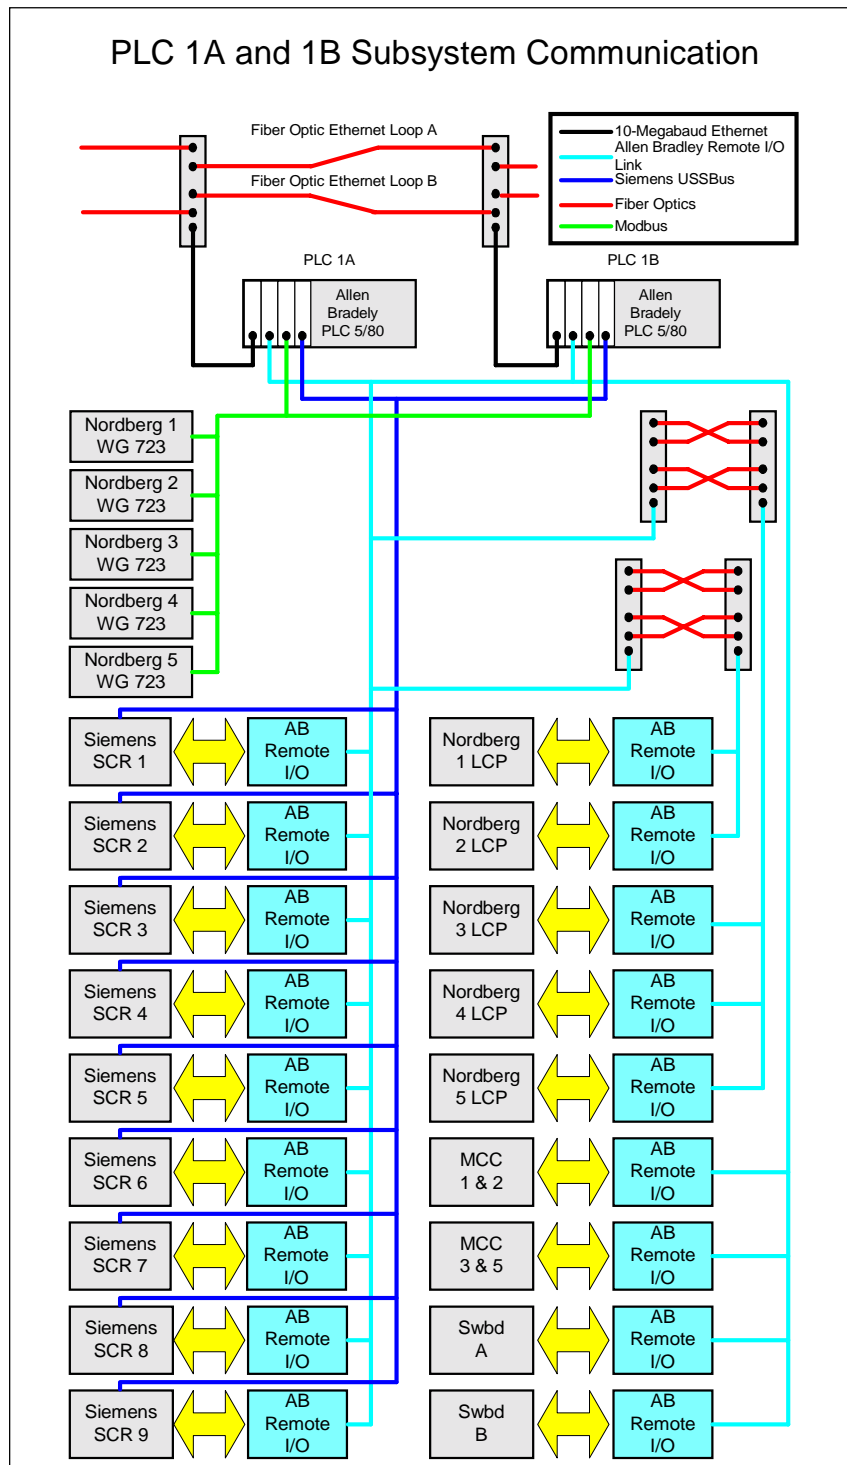 PLC 1A and 1B Subsystem Communication
Fiber Optic Ethernet Loop A
Fiber Optic Ethernet Loop B
10-Megabaud Ethernet
Allen Bradley Remote I/O
Link
Siemens USSBus
Fiber Optics
Modbus
PLC 1A
PLC 1B
Allen
Bradely
PLC 5/80
Allen
Bradely
PLC 5/80
Nordberg 1
WG 723
Nordberg 2
WG 723
Nordberg 3
WG 723
Nordberg 4
WG 723
Nordberg 5
WG 723
Siemens
SCR 1
AB
Remote
I/O
Nordberg
1 LCP
AB
Remote
I/O
Siemens
SCR 2
AB
Remote
I/O
Nordberg
2 LCP
AB
Remote
I/O
Siemens
SCR 3
AB
Remote
I/O
Nordberg
3 LCP
AB
Remote
I/O
Siemens
SCR 4
AB
Remote
I/O
Nordberg
4 LCP
AB
Remote
I/O
Siemens
SCR 5
AB
Remote
I/O
Nordberg
5 LCP
AB
Remote
I/O
Siemens
SCR 6
AB
Remote
I/O
MCC
1 & 2
AB
Remote
I/O
Siemens
SCR 7
AB
Remote
I/O
MCC
3 & 5
AB
Remote
I/O
Siemens
SCR 8
AB
Remote
I/O
Swbd
A
AB
Remote
I/O
Siemens
SCR 9
AB
Remote
I/O
Swbd
B
AB
Remote
I/O